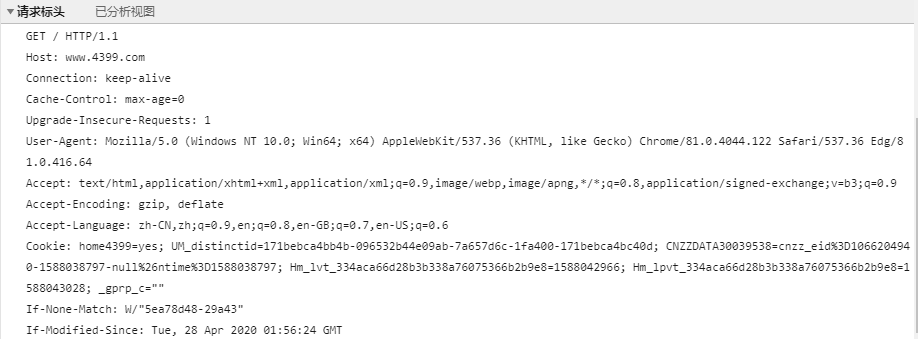 请求标头 已分析视图
GET / HTTP/1.1
Host: www.4399.com
Connection: keep-alive
Cache-Control: max-age=0
Upgrade-Insecure-Requests: 1
User-Agent: Mozilla/5.0 (Windows NT 10.0; Win64; x64) AppleWebKit/537.36 (KHTML, like Gecko) Chrome/81.0.4044.122 Safari/537.36 Edg/8
1.0.416.64
Accept: text/html,application/xhtml+xml,application/xml;q=0.9,image/webp,image/apng,*/*;q=0.8,application/signed-exchange;v=b3;q=0.9
Accept-Encoding: gzip, deflate
Accept-Language: zh-CN,zh;q=0.9,en;q=0.8,en-GB;q=0.7,en-US;q=0.6
Cookie: home4399=yes; UM_distinctid=171bebca4bb4b-096532b44e09ab-7a657d6c-1fa400-171bebca4bc40d; CNZZDATA30039538=cnzz_eid%3D106620494
0-1588038797-null%26ntime%3D1588038797; Hm_lvt_334aca66d28b3b338a76075366b2b9e8=1588042966; Hm_lpvt_334aca66d28b3b338a76075366b2b9e8=1
588043028; _gprp_c=""
If-None-Match: W/"5ea78d48-29a43"
If-Modified-Since: Tue, 28 Apr 2020 01:56:24 GMT